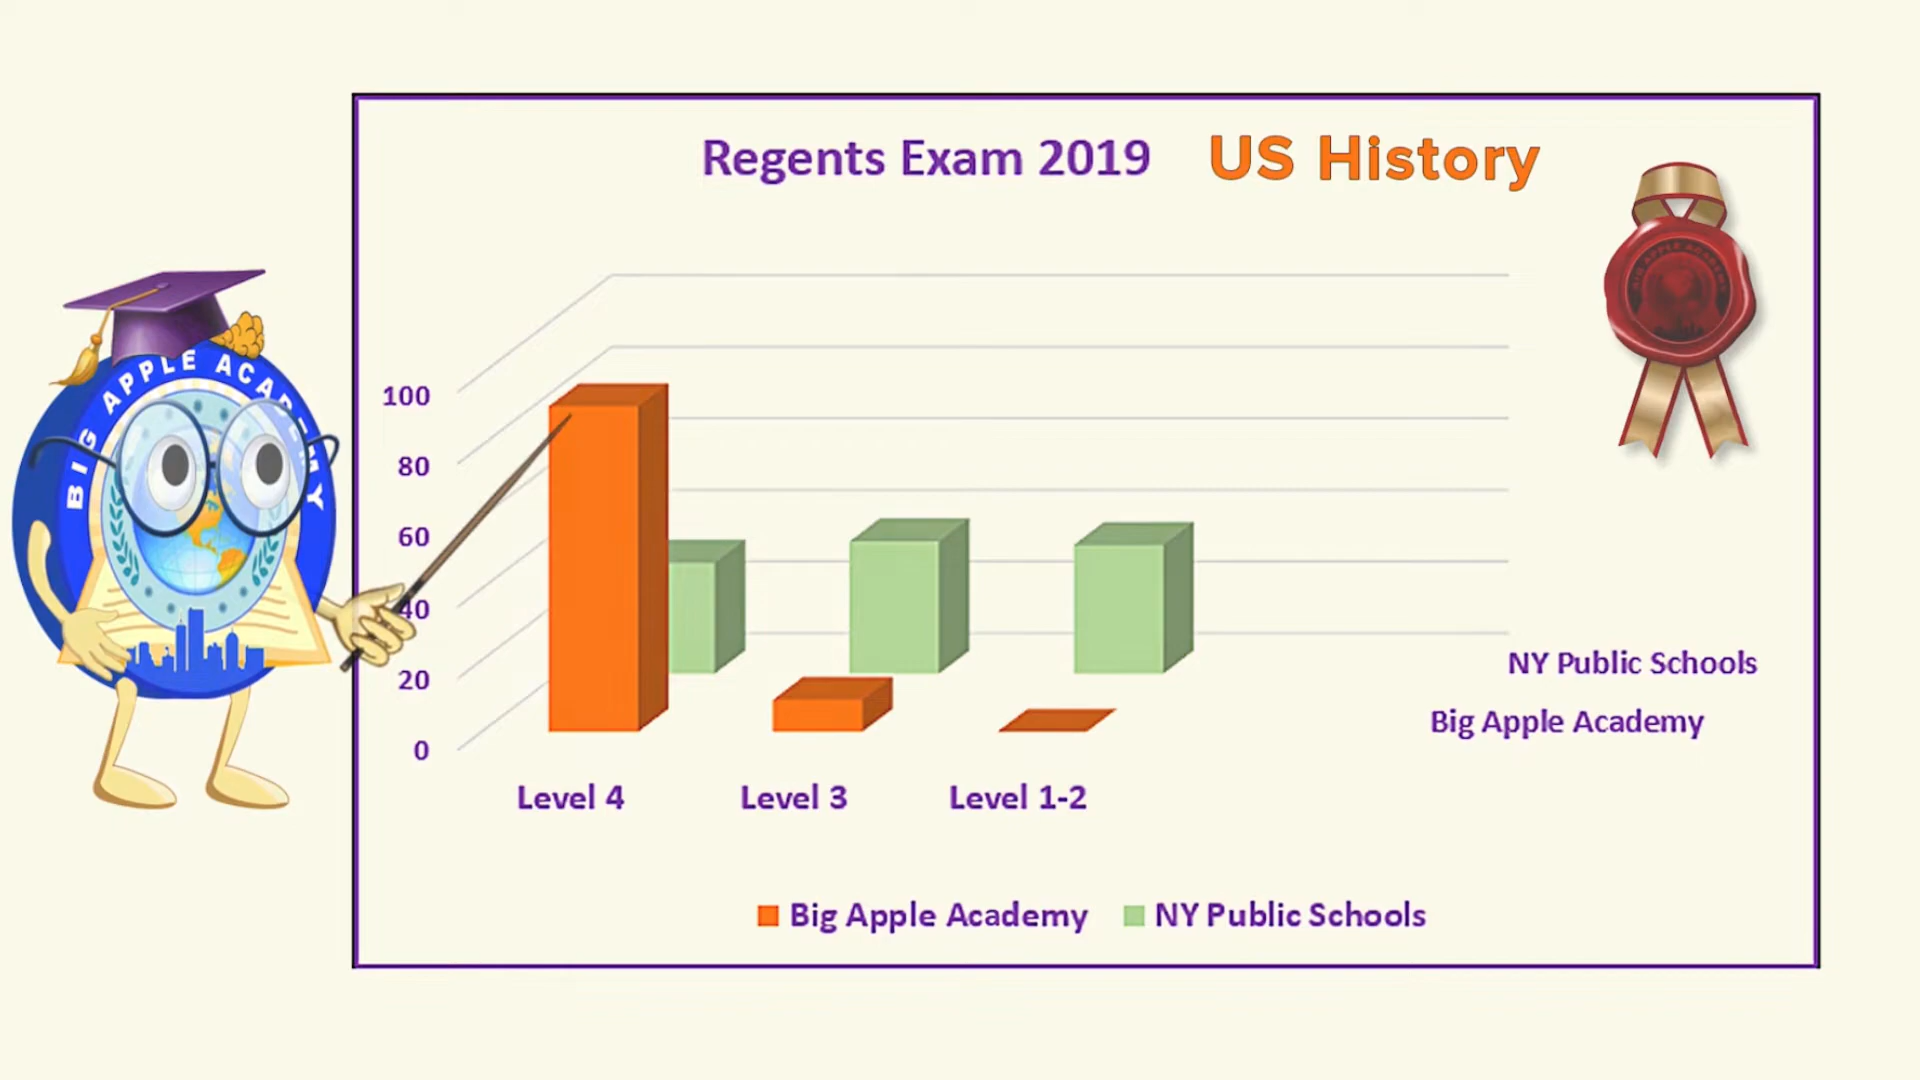 Regents Exam 2019 US History
BIG APPLE ACADEMY
100
80
60
40
20
0
NY Public Schools
Big Apple Academy
Level 4 Level 3 Level 1-2
Big Apple Academy NY Public Schools